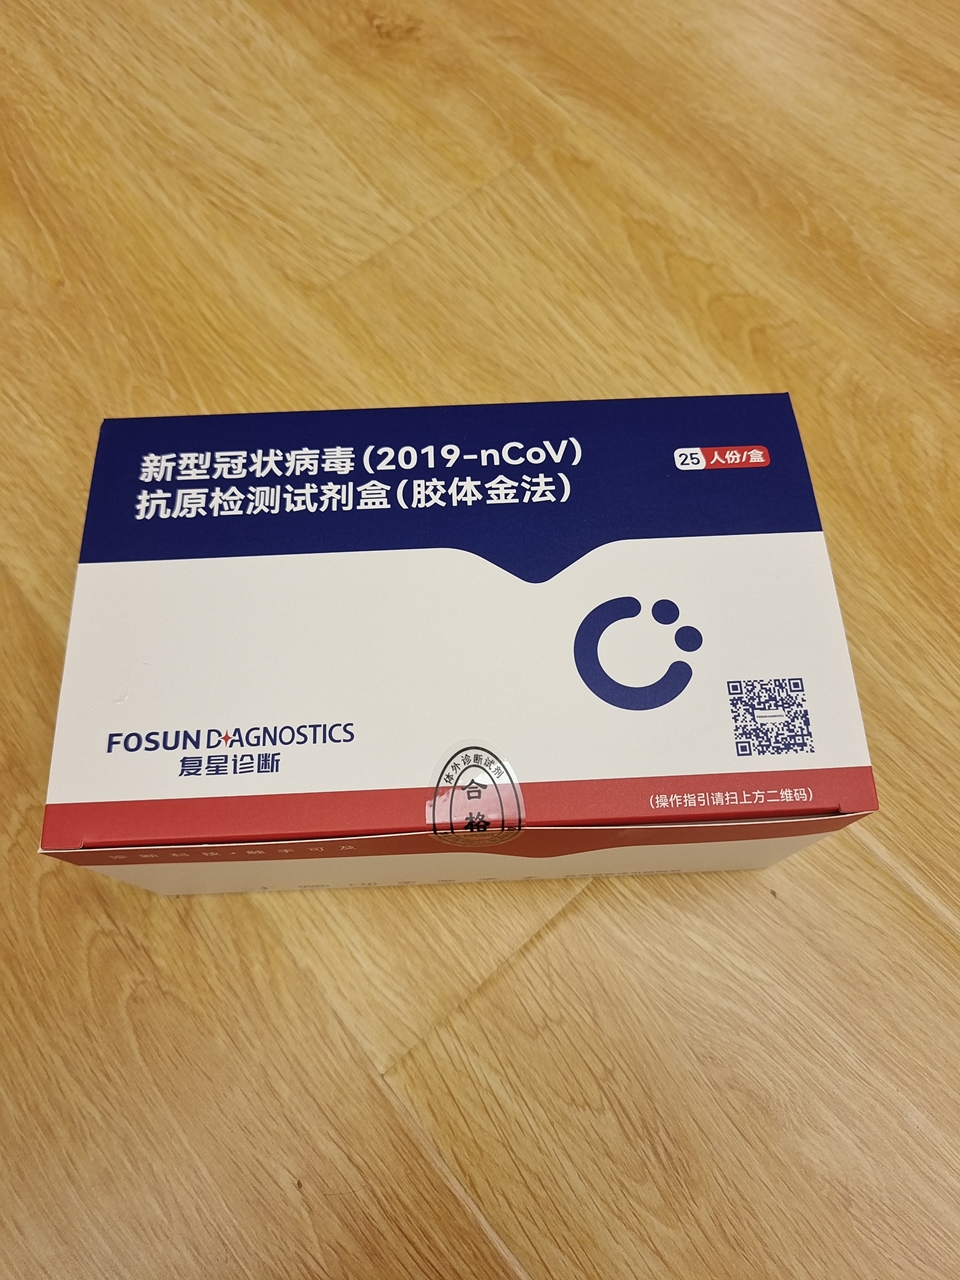 新型冠状病毒(2019-nCoV)
抗原检测试剂盒(胶体金法)
25 人份/盒
FOSUN DIAGNOSTICS
复星诊断
体外诊断试剂
合
格
(操作指引请扫上方二维码)